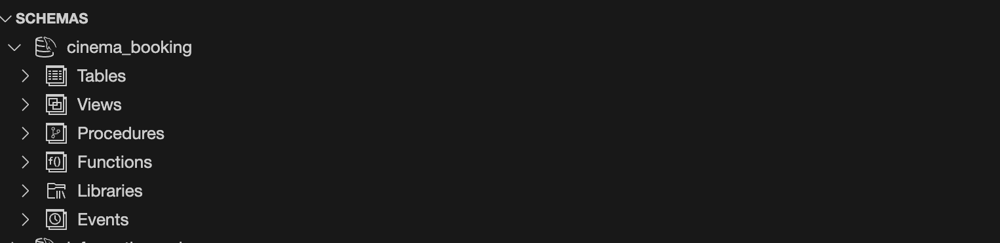 SCHEMAS
cinema_booking
Tables
Views
Procedures
f() Functions
Libraries
Events